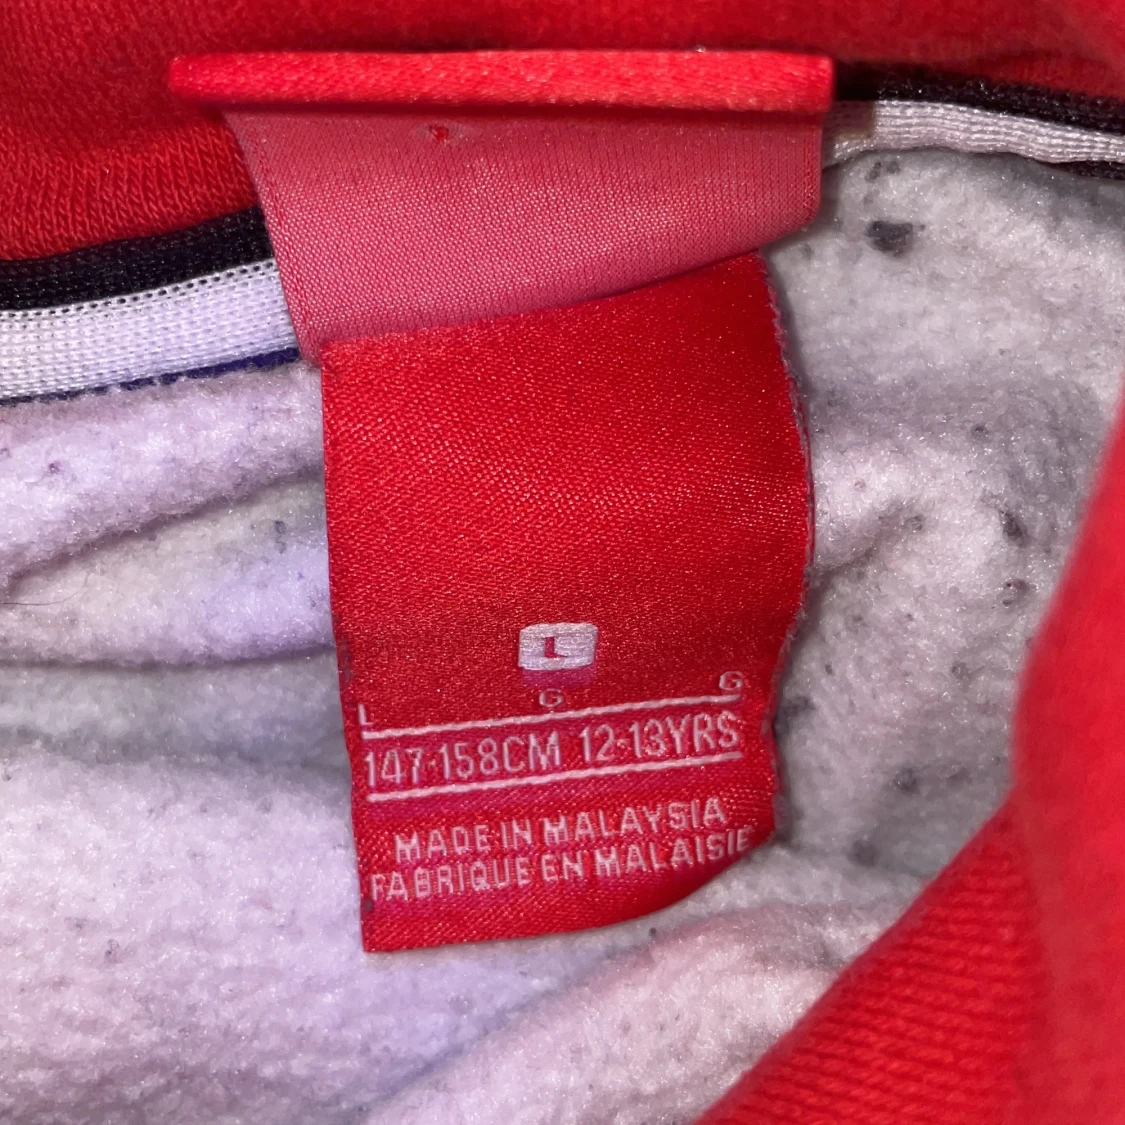 L
G
L G
147-158CM 12-13YRS
MADE IN MALAYSIA
FABRIQUE EN MALAISIE